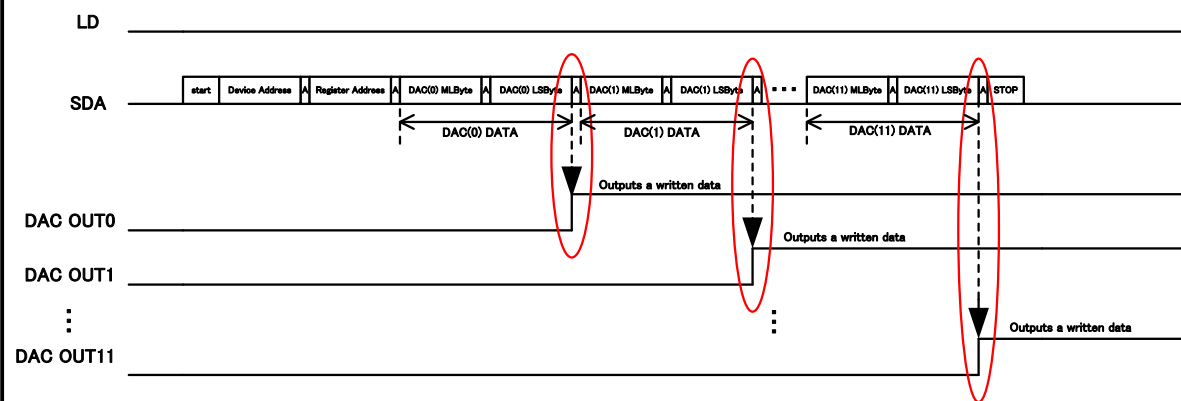 LD
SDA
start Device Address A Register Address A DAC(0) MLByte A DAC(0) LSByte A DAC(1) MLByte A DAC(1) LSByte A ... DAC(11) MLByte A DAC(11) LSByte A STOP
DAC(0) DATA DAC(1) DATA DAC(11) DATA
Outputs a written data
DAC OUT0
Outputs a written data
DAC OUT1
Outputs a written data
DAC OUT11